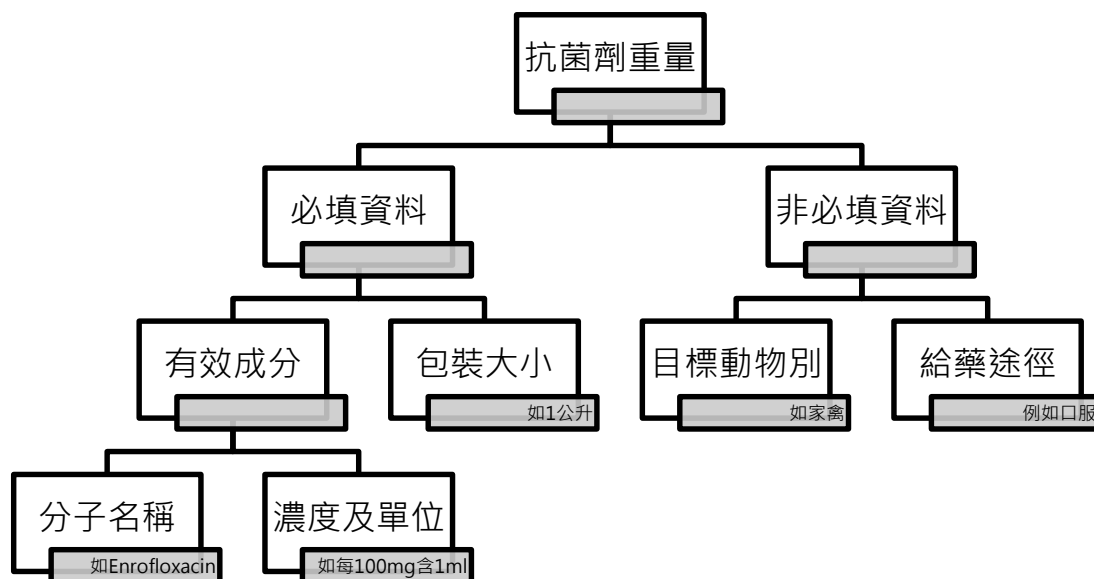 抗菌劑重量
必填資料
非必填資料
有效成分
包裝大小
如1公升
目標動物別
如家禽
給藥途徑
例如口服
分子名稱
如Enrofloxacin
濃度及單位
如每100mg含1ml